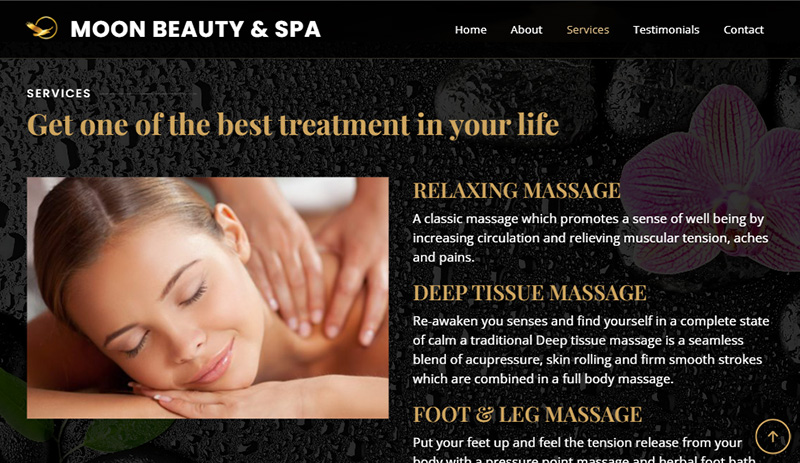 MOON BEAUTY & SPA
Home About Services Testimonials Contact
SERVICES
Get one of the best treatment in your life
RELAXING MASSAGE
A classic massage which promotes a sense of well being by
increasing circulation and relieving muscular tension, aches
and pains.
DEEP TISSUE MASSAGE
Re-awaken you senses and find yourself in a complete state
of calm a traditional Deep tissue massage is a seamless
blend of acupressure, skin rolling and firm smooth strokes
which are combined in a full body massage.
FOOT & LEG MASSAGE
Put your feet up and feel the tension release from your
body with a pressure point massage and herbal foot bath